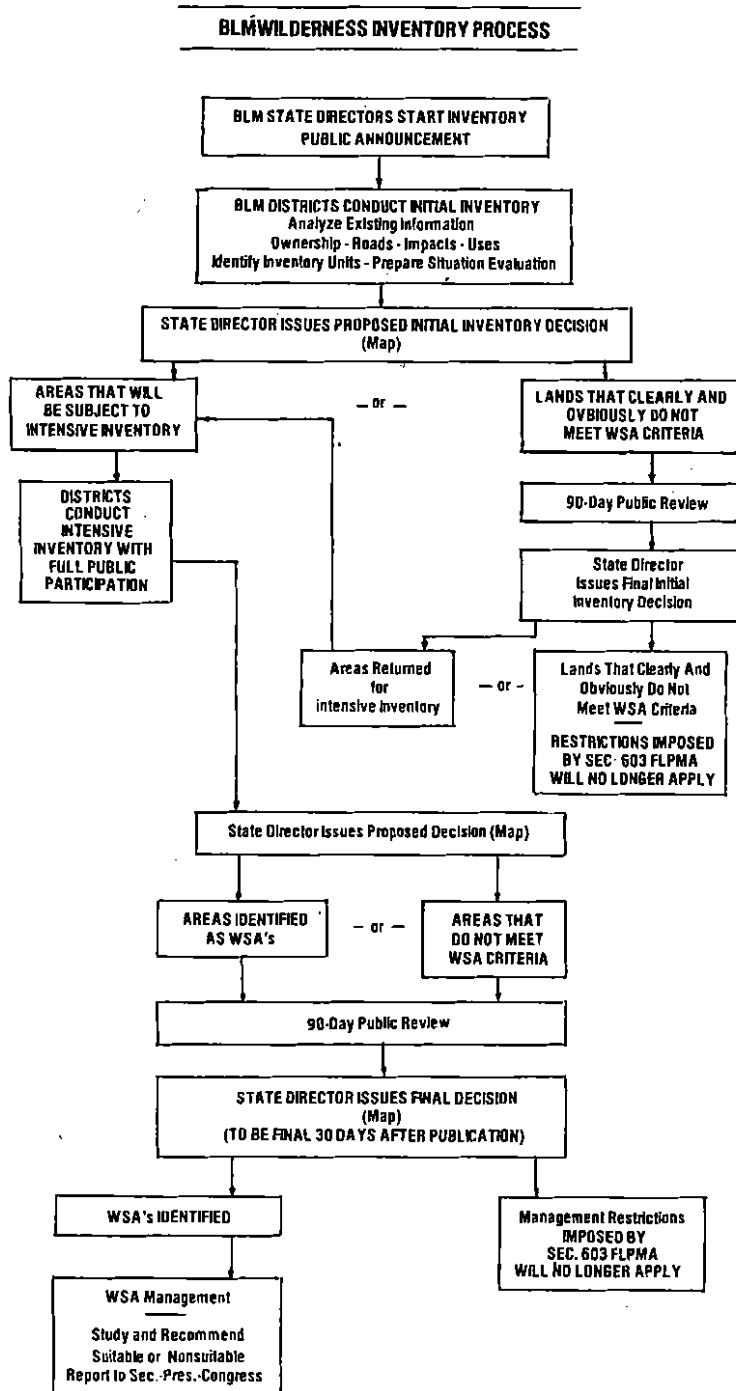 BLM WILDERNESS INVENTORY PROCESS
BLM STATE DIRECTORS START INVENTORY
PUBLIC ANNOUNCEMENT
BLM DISTRICTS CONDUCT INITIAL INVENTORY
Analyze Existing Information
Ownership - Roads - Impacts - Uses
Identify Inventory Units - Prepare Situation Evaluation
STATE DIRECTOR ISSUES PROPOSED INITIAL INVENTORY DECISION
(Map)
AREAS THAT WILL
BE SUBJECT TO
INTENSIVE INVENTORY
— or —
LANDS THAT CLEARLY AND
OVBIOUSLY DO NOT
MEET WSA CRITERIA
DISTRICTS
CONDUCT
INTENSIVE
INVENTORY WITH
FULL PUBLIC
PARTICIPATION
90-Day Public Review
State Director
Issues Final Initial
Inventory Decision
Areas Returned
for
intensive Inventory
— or -
Lands That Clearly And
Obviously Do Not
Meet WSA Criteria
RESTRICTIONS IMPOSED
BY SEC. 603 FLPMA
WILL NO LONGER APPLY
State Director Issues Proposed Decision (Map)
AREAS IDENTIFIED
AS WSA's
— or —
AREAS THAT
DO NOT MEET
WSA CRITERIA
90-Day Public Review
STATE DIRECTOR ISSUES FINAL DECISION
(Map)
(TO BE FINAL 30 DAYS AFTER PUBLICATION)
WSA's IDENTIFIED
Management Restrictions
IMPOSED BY
SEC. 603 FLPMA
WILL NO LONGER APPLY
WSA Management
Study and Recommend
Suitable or Nonsuitable
Report to Sec.-Pres.-Congress